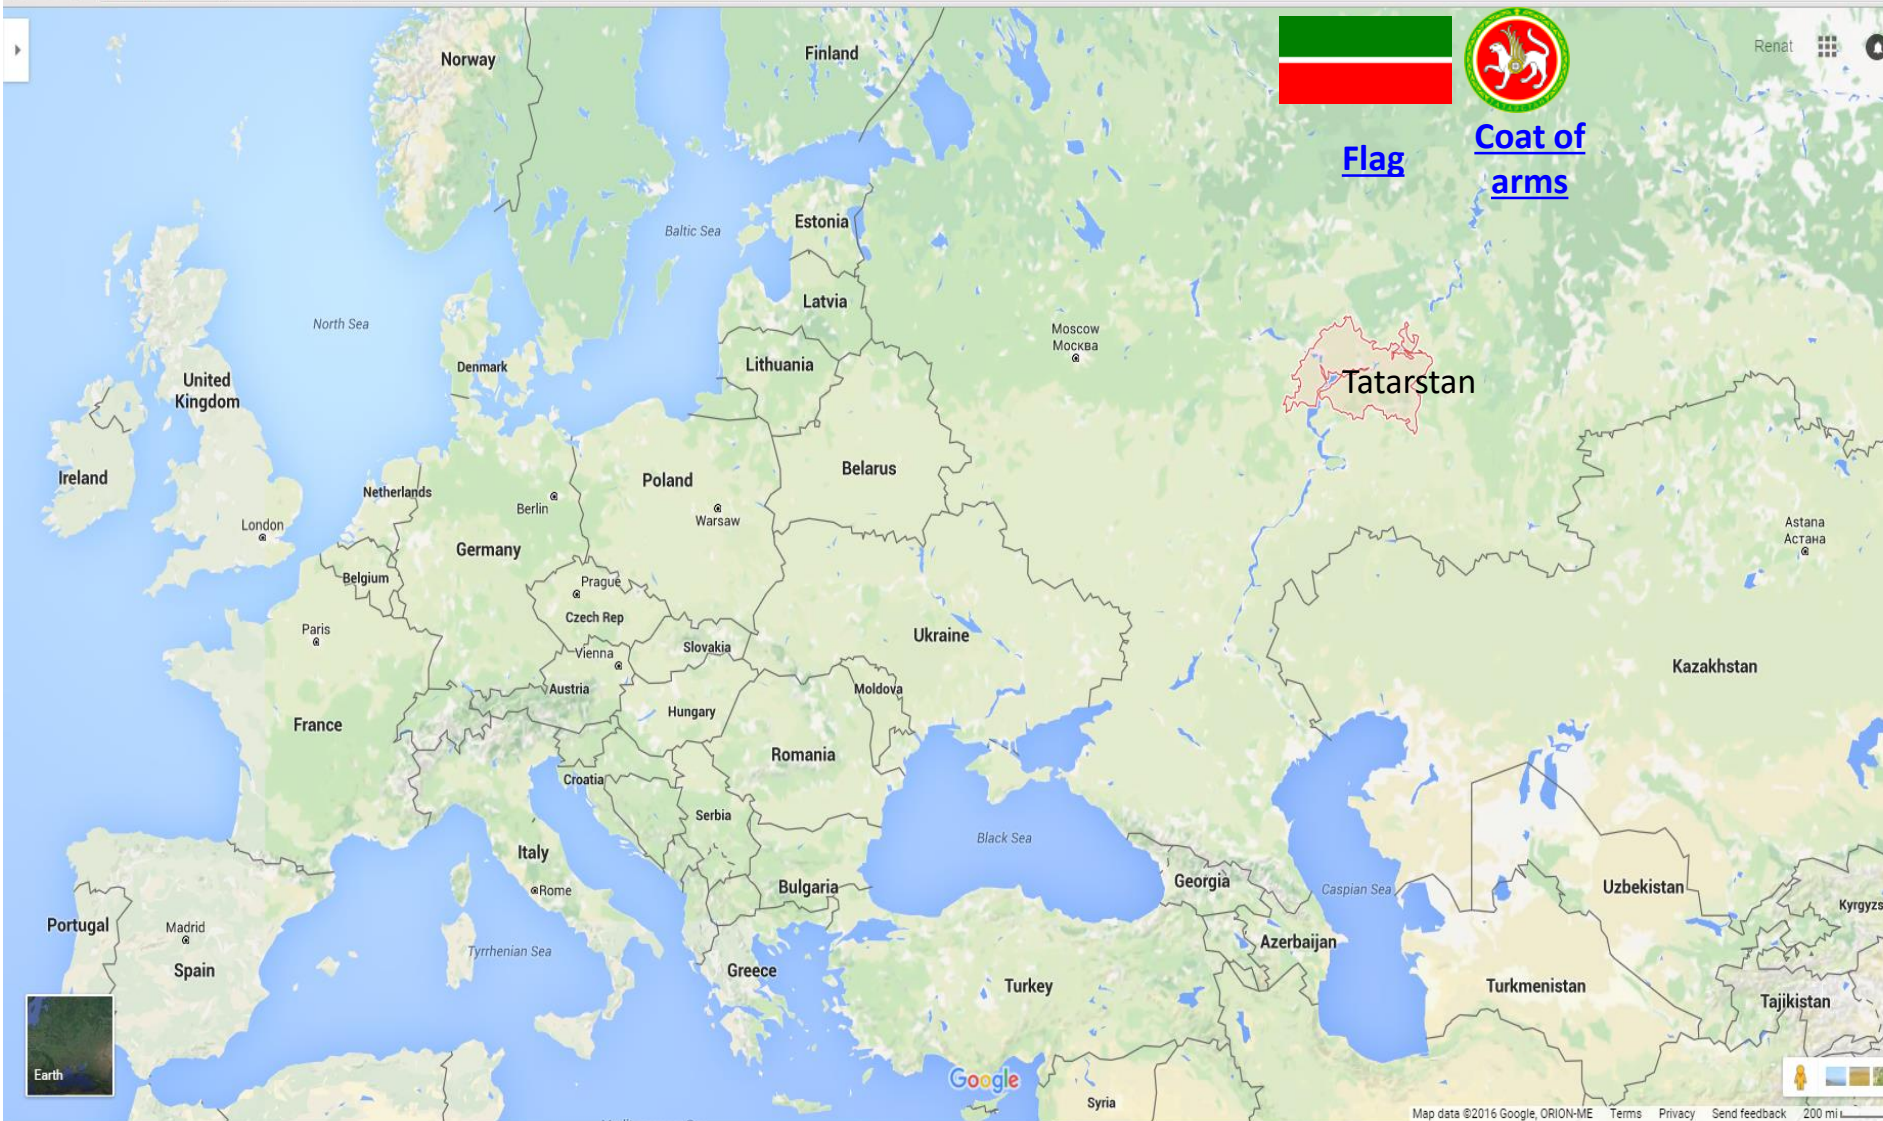 Norway
Finland
Renat
Flag
Coat of
arms
Estonia
Baltic Sea
Latvia
North Sea
Moscow
Москва
Lithuania
Denmark
Tatarstan
United
Kingdom
Ireland
Belarus
Poland
Netherlands
Berlin
Warsaw
London
Astana
Астана
Germany
Belgium
Prague
Czech Rep
Paris
Ukraine
Slovakia
Vienna
Kazakhstan
Austria
Moldova
Hungary
France
Romania
Croatia
Serbia
Black Sea
Italy
Georgia
Bulgaria
Caspian Sea
Uzbekistan
Rome
Kyrgyzs
Portugal
Madrid
Azerbaijan
Tyrrhenian Sea
Spain
Greece
Turkey
Turkmenistan
Tajikistan
Earth
Google
Syria
Map data ©2016 Google, ORION-ME Terms Privacy Send feedback 200 mi